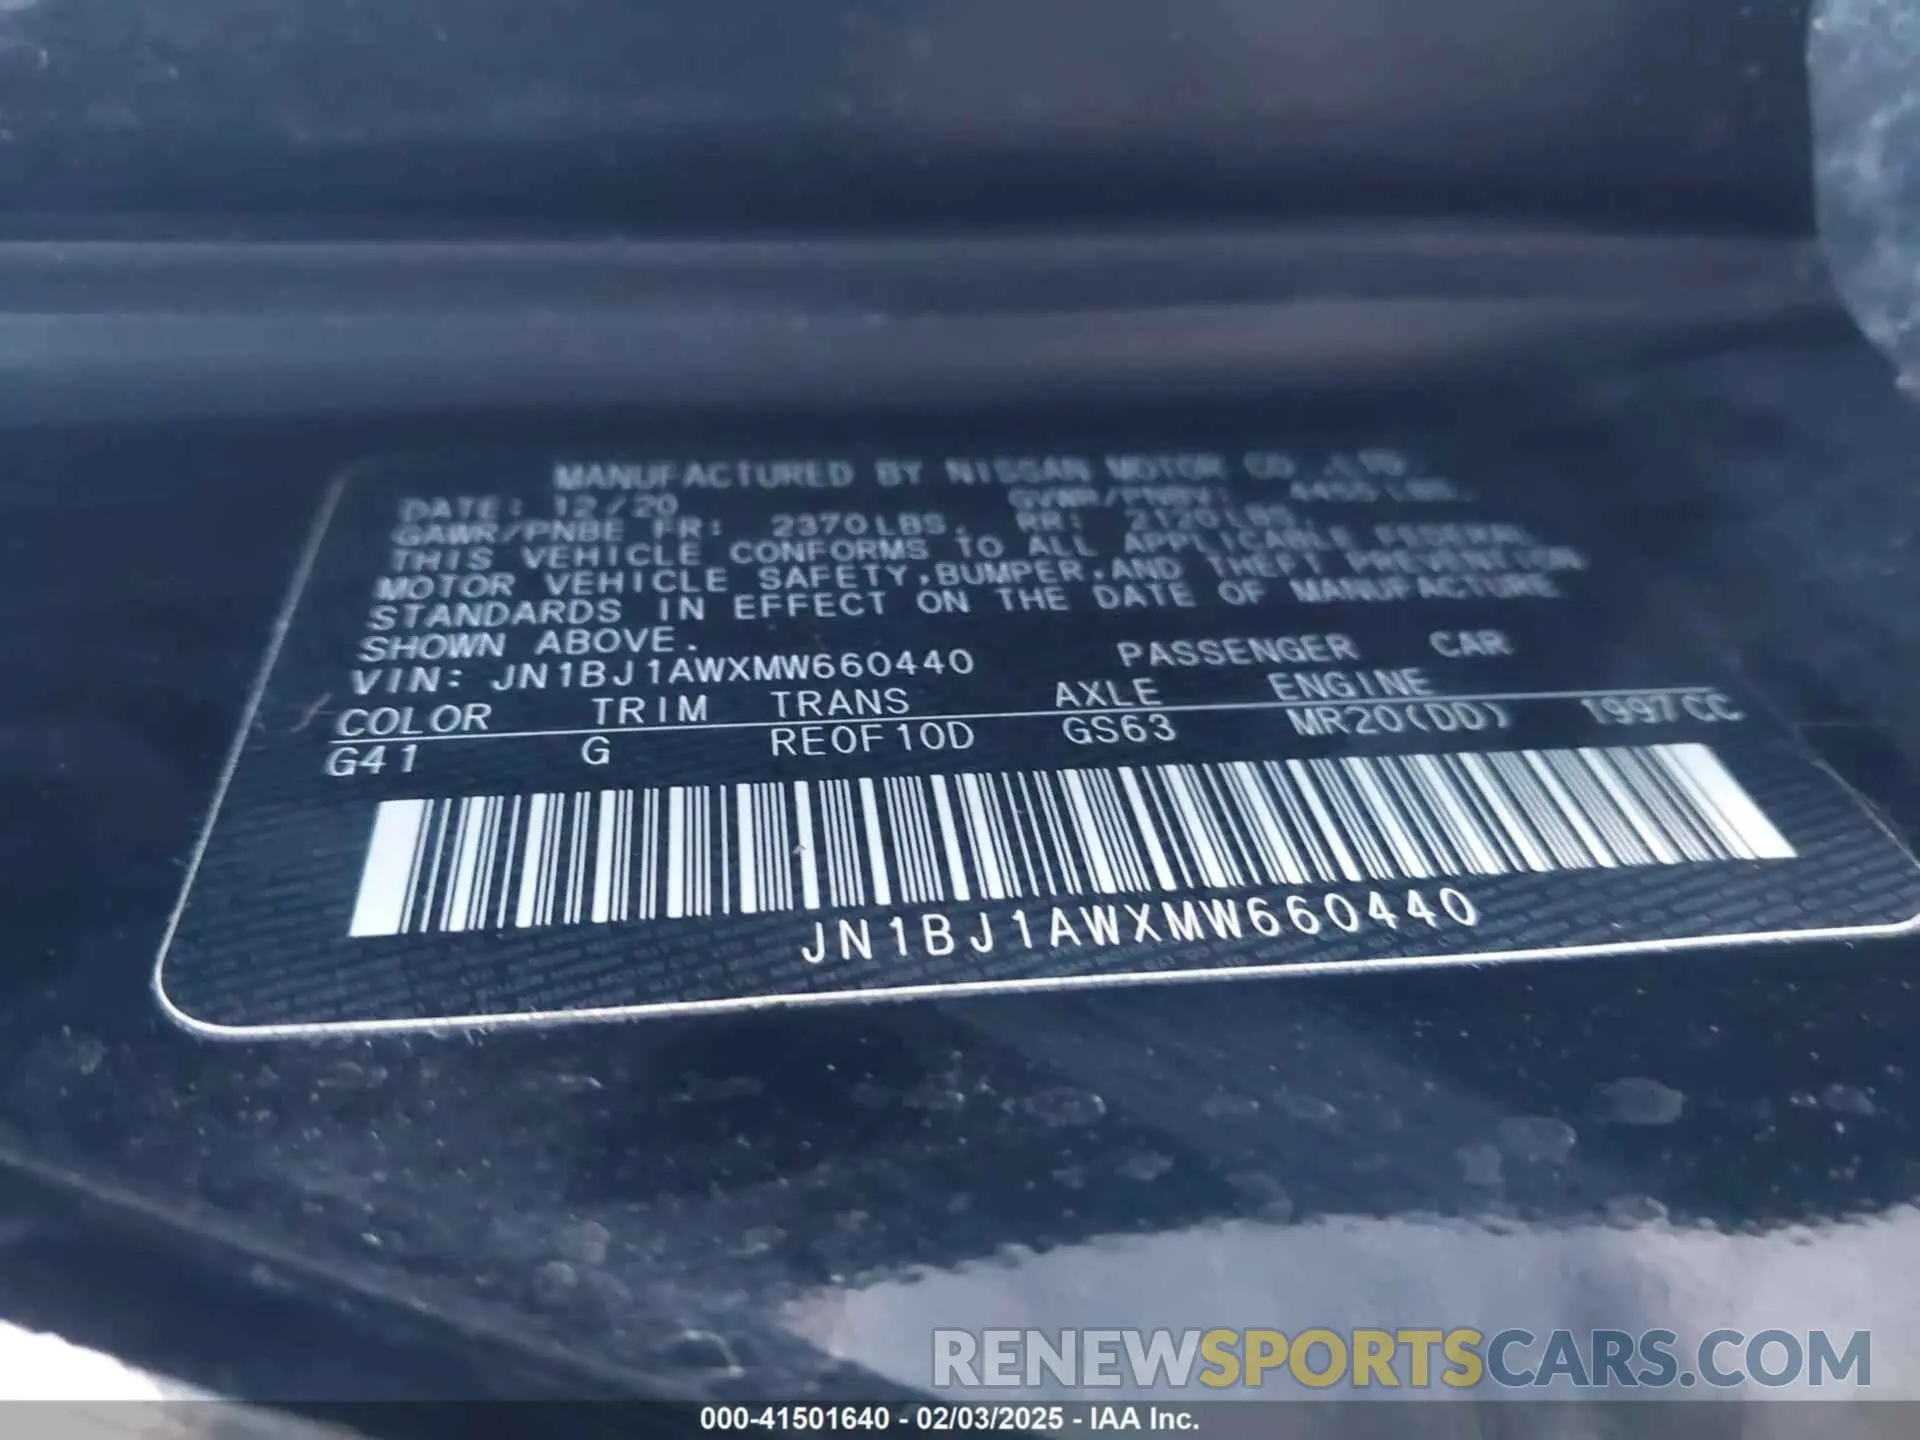 MANUFACTURED BY NISSAN MOTOR CO.,LTD.
DATE: 12/20 GVWR/PNBV: 4455LBS.
GAWR/PNBE FR: 2370LBS. RR: 2120LBS.
THIS VEHICLE CONFORMS TO ALL APPLICABLE FEDERAL
MOTOR VEHICLE SAFETY,BUMPER,AND THEFT PREVENTION
STANDARDS IN EFFECT ON THE DATE OF MANUFACTURE
SHOWN ABOVE.
VIN: JN1BJ1AWXMW660440 PASSENGER CAR
COLOR TRIM TRANS AXLE ENGINE
G41 G RE0F10D GS63 MR20(DD) 1997CC
JN1BJ1AWXMW660440
RENEWSPORTSCARS.COM
000-41501640 - 02/03/2025 - IAA Inc.